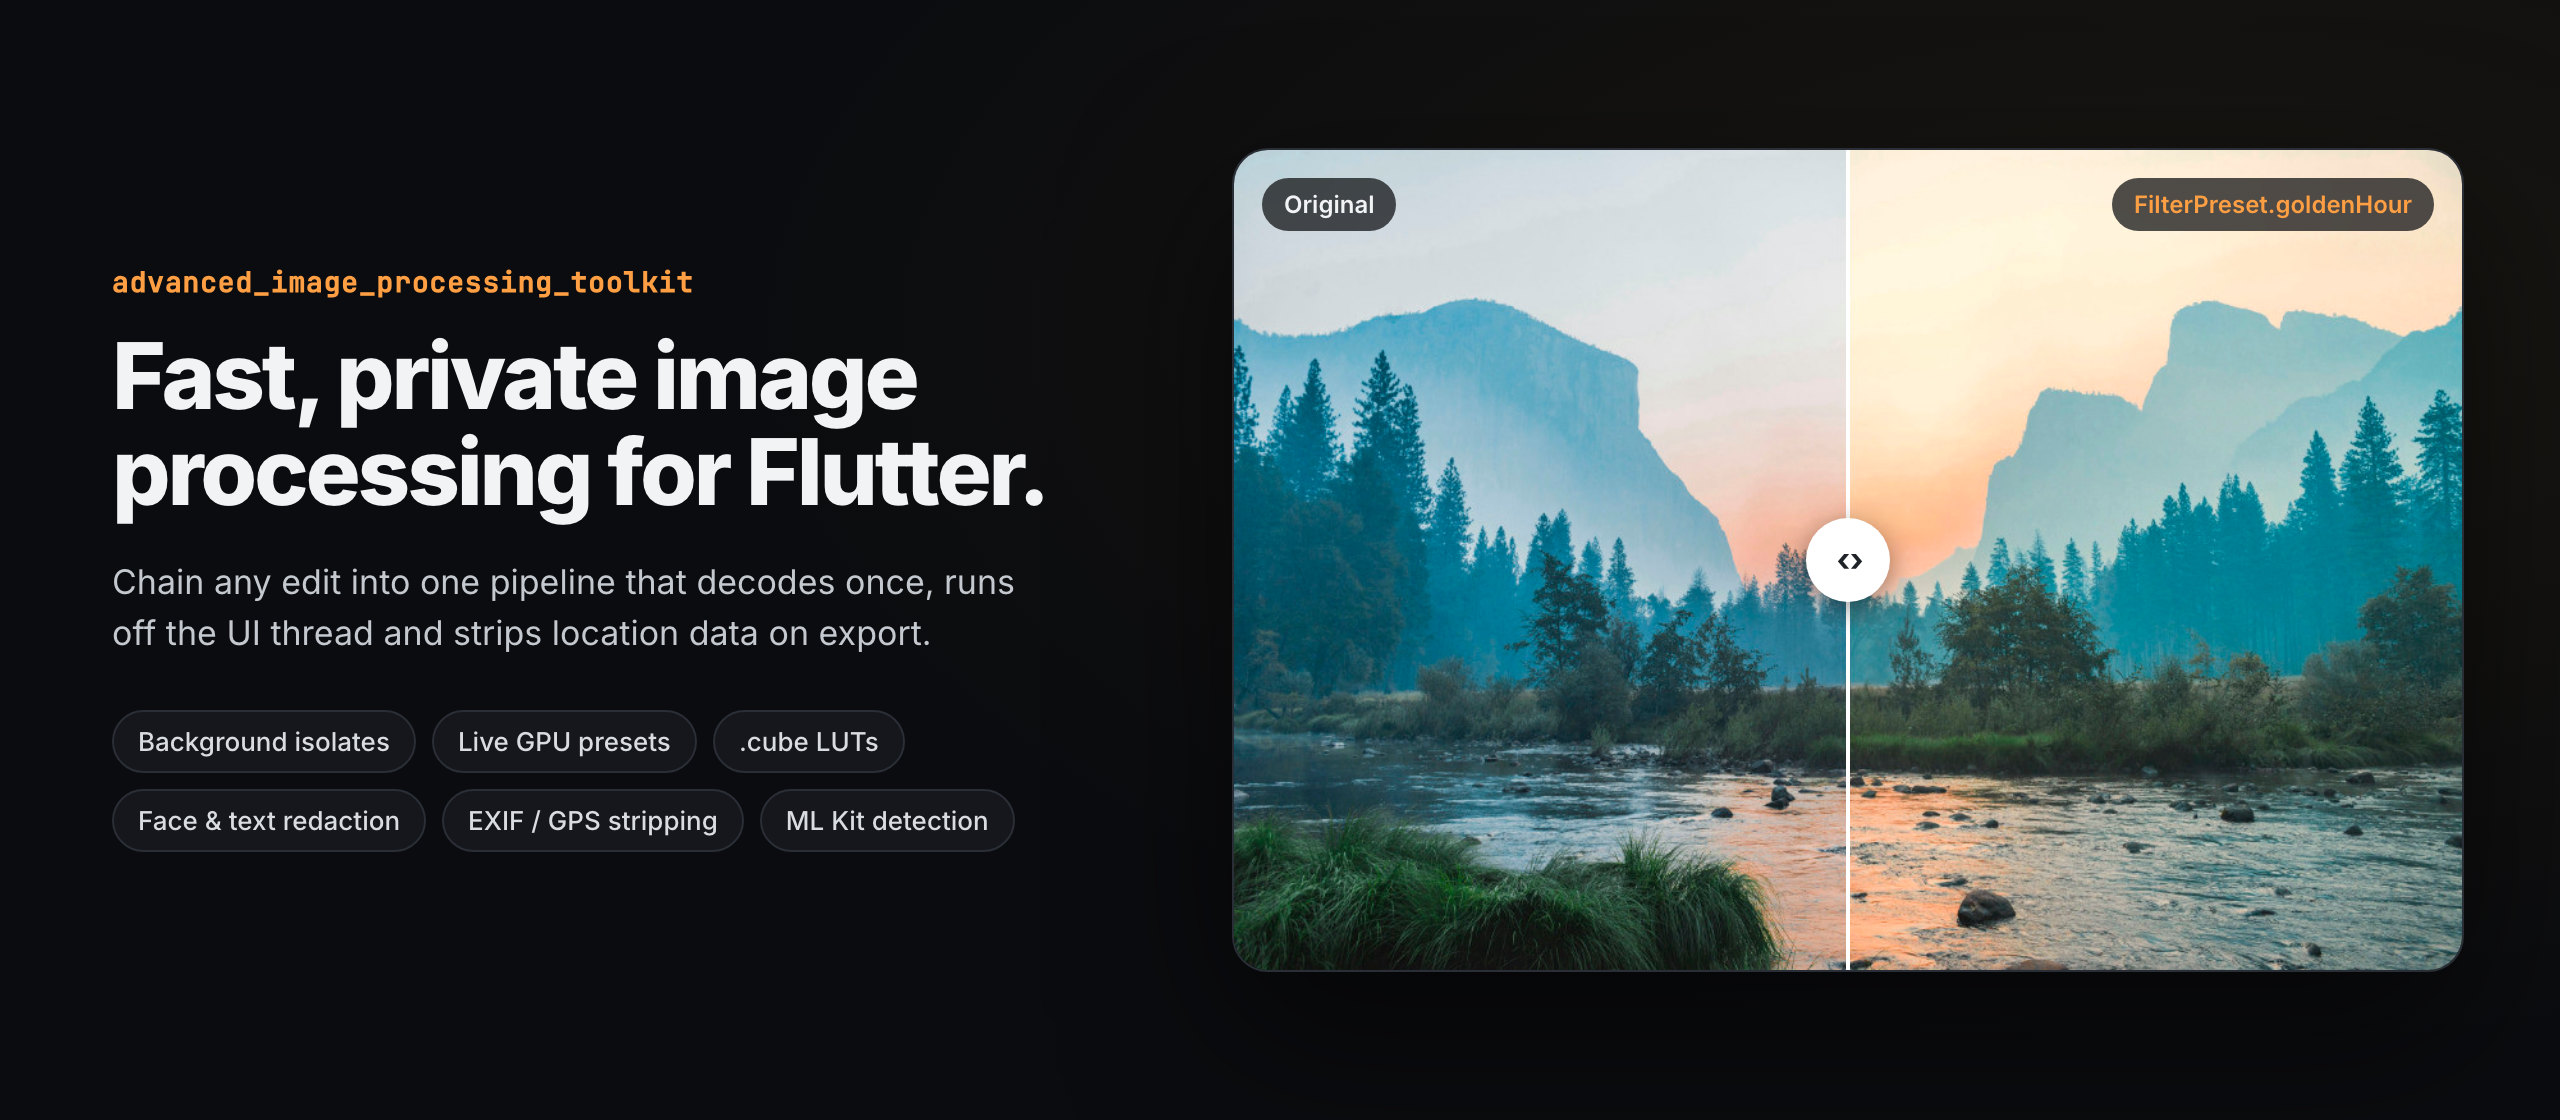 advanced_image_processing_toolkit
Fast, private image
processing for Flutter.
Chain any edit into one pipeline that decodes once, runs
off the UI thread and strips location data on export.
Background isolates
Live GPU presets
.cube LUTs
Face & text redaction
EXIF / GPS stripping
ML Kit detection
Original
FilterPreset.goldenHour